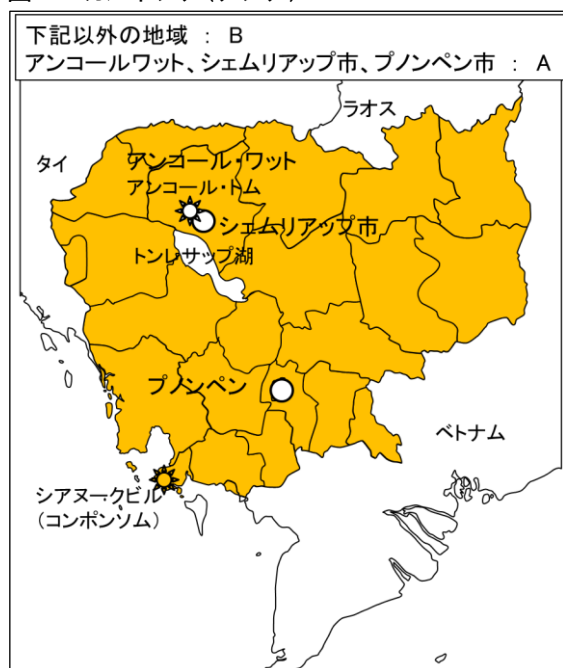 下記以外の地域 : B
アンコールワット、シェムリアップ市、プノンペン市 : A
ラオス
タイ
アンコール・ワット
アンコール・トム
シェムリアップ市
トンレサップ湖
プノンペン
ベトナム
シアヌークビル
(コンポンソム)